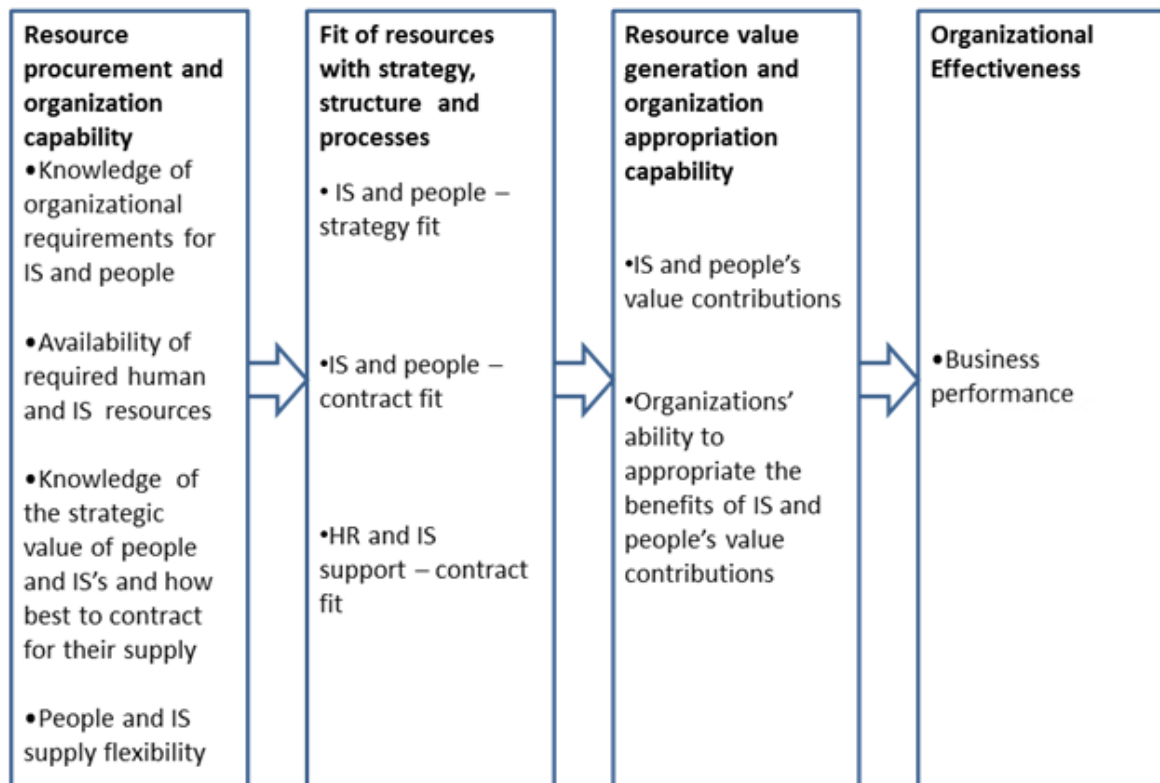 Resource
procurement and
organization
capability
•Knowledge of
organizational
requirements for
IS and people
•Availability of
required human
and IS resources
•Knowledge of
the strategic
value of people
and IS's and how
best to contract
for their supply
•People and IS
supply flexibility
Fit of resources
with strategy,
structure and
processes
• IS and people –
strategy fit
•IS and people –
contract fit
•HR and IS
support – contract
fit
Resource value
generation and
organization
appropriation
capability
•IS and people's
value contributions
•Organizations'
ability to
appropriate the
benefits of IS and
people's value
contributions
Organizational
Effectiveness
•Business
performance